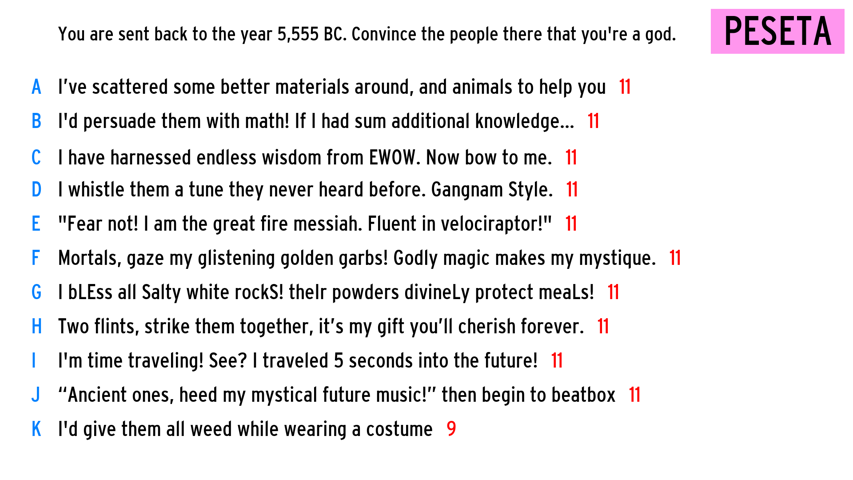 You are sent back to the year 5,555 BC. Convince the people there that you're a god.
PESETA
A I’ve scattered some better materials around, and animals to help you 11
B I'd persuade them with math! If I had sum additional knowledge... 11
C I have harnessed endless wisdom from EWOW. Now bow to me. 11
D I whistle them a tune they never heard before. Gangnam Style. 11
E "Fear not! I am the great fire messiah. Fluent in velociraptor!" 11
F Mortals, gaze my glistening golden garbs! Godly magic makes my mystique. 11
G I bLEss all Salty white rockS! theIr powders divineLy protect meaLs! 11
H Two flints, strike them together, it’s my gift you’ll cherish forever. 11
I I'm time traveling! See? I traveled 5 seconds into the future! 11
J “Ancient ones, heed my mystical future music!” then begin to beatbox 11
K I'd give them all weed while wearing a costume 9